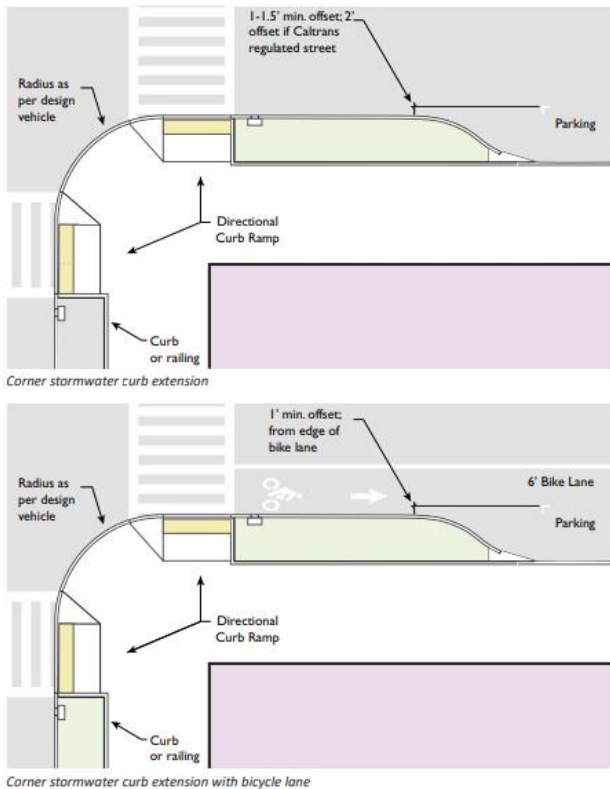 1-1.5' min. offset; 2'
offset if Caltrans
regulated street
Radius as
per design
vehicle
Parking
Directional
Curb Ramp
Curb
or railing
Corner stormwater curb extension
1' min. offset;
from edge of
bike lane
Radius as
per design
vehicle
6' Bike Lane
Parking
Directional
Curb Ramp
Curb
or railing
Corner stormwater curb extension with bicycle lane